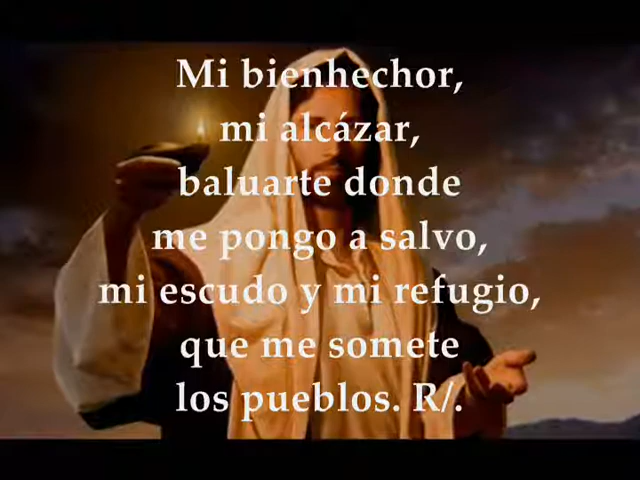 Mi bienhechor,
mi alcázar,
baluarte donde
me pongo a salvo,
mi escudo y mi refugio,
que me somete
los pueblos. R/.